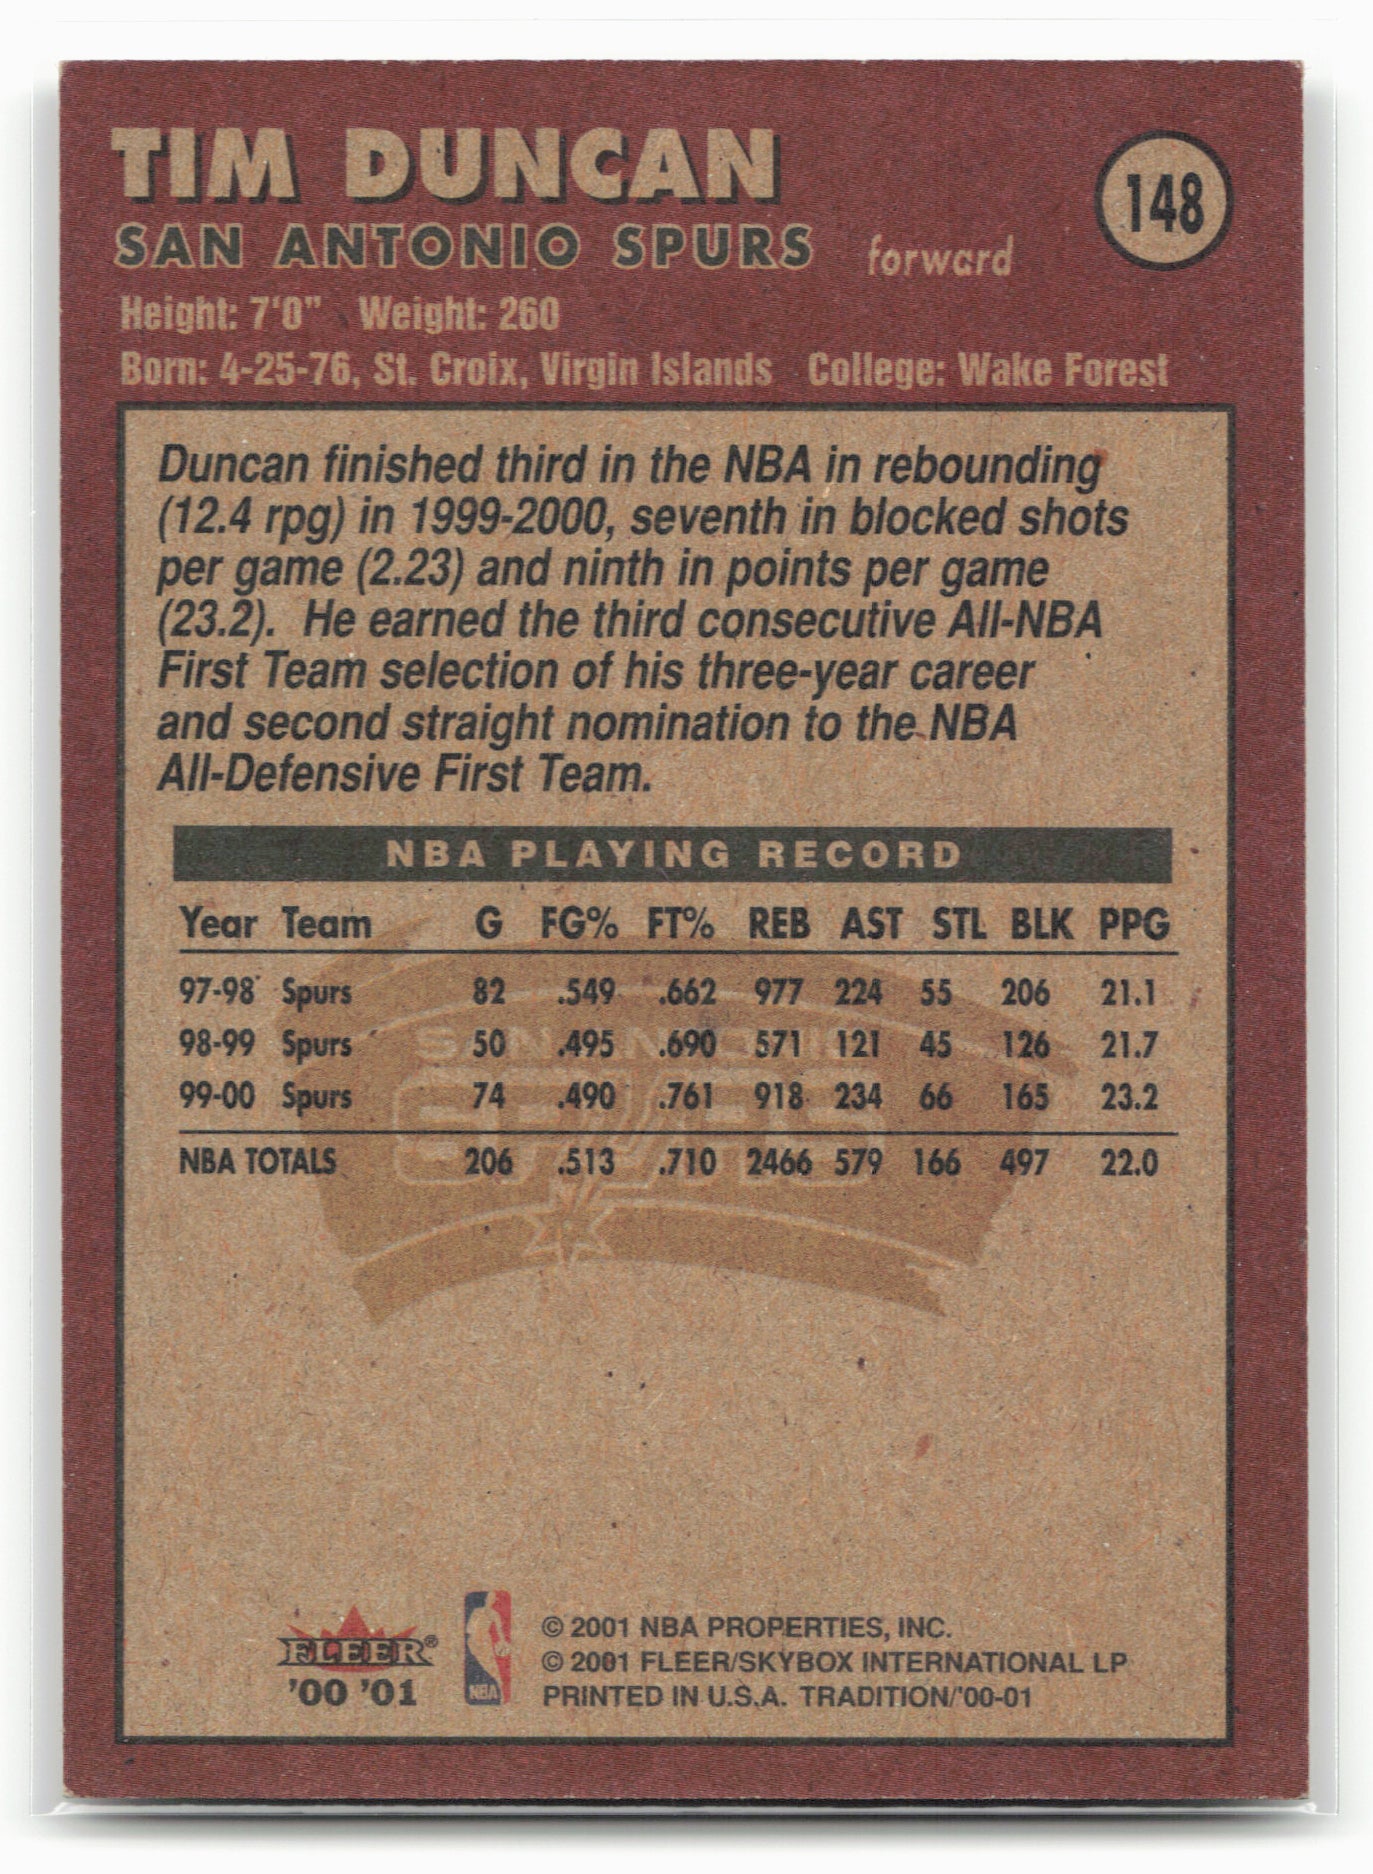 TIM DUNCAN
148
SAN ANTONIO SPURS forward
Height: 7'0" Weight: 260
Born: 4-25-76, St. Croix, Virgin Islands College: Wake Forest
Duncan finished third in the NBA in rebounding
(12.4 rpg) in 1999-2000, seventh in blocked shots
per game (2.23) and ninth in points per game
(23.2). He earned the third consecutive All-NBA
First Team selection of his three-year career
and second straight nomination to the NBA
All-Defensive First Team.
NBA PLAYING RECORD
Year Team G FG% FT% REB AST STL BLK PPG
97-98 Spurs 82 .549 .662 977 224 55 206 21.1
98-99 Spurs 50 .495 .690 571 121 45 126 21.7
99-00 Spurs 74 .490 .761 918 234 66 165 23.2
NBA TOTALS 206 .513 .710 2466 579 166 497 22.0
FLEER®
'00 '01
NBA
© 2001 NBA PROPERTIES, INC.
© 2001 FLEER/SKYBOX INTERNATIONAL LP
PRINTED IN U.S.A. TRADITION/'00-01